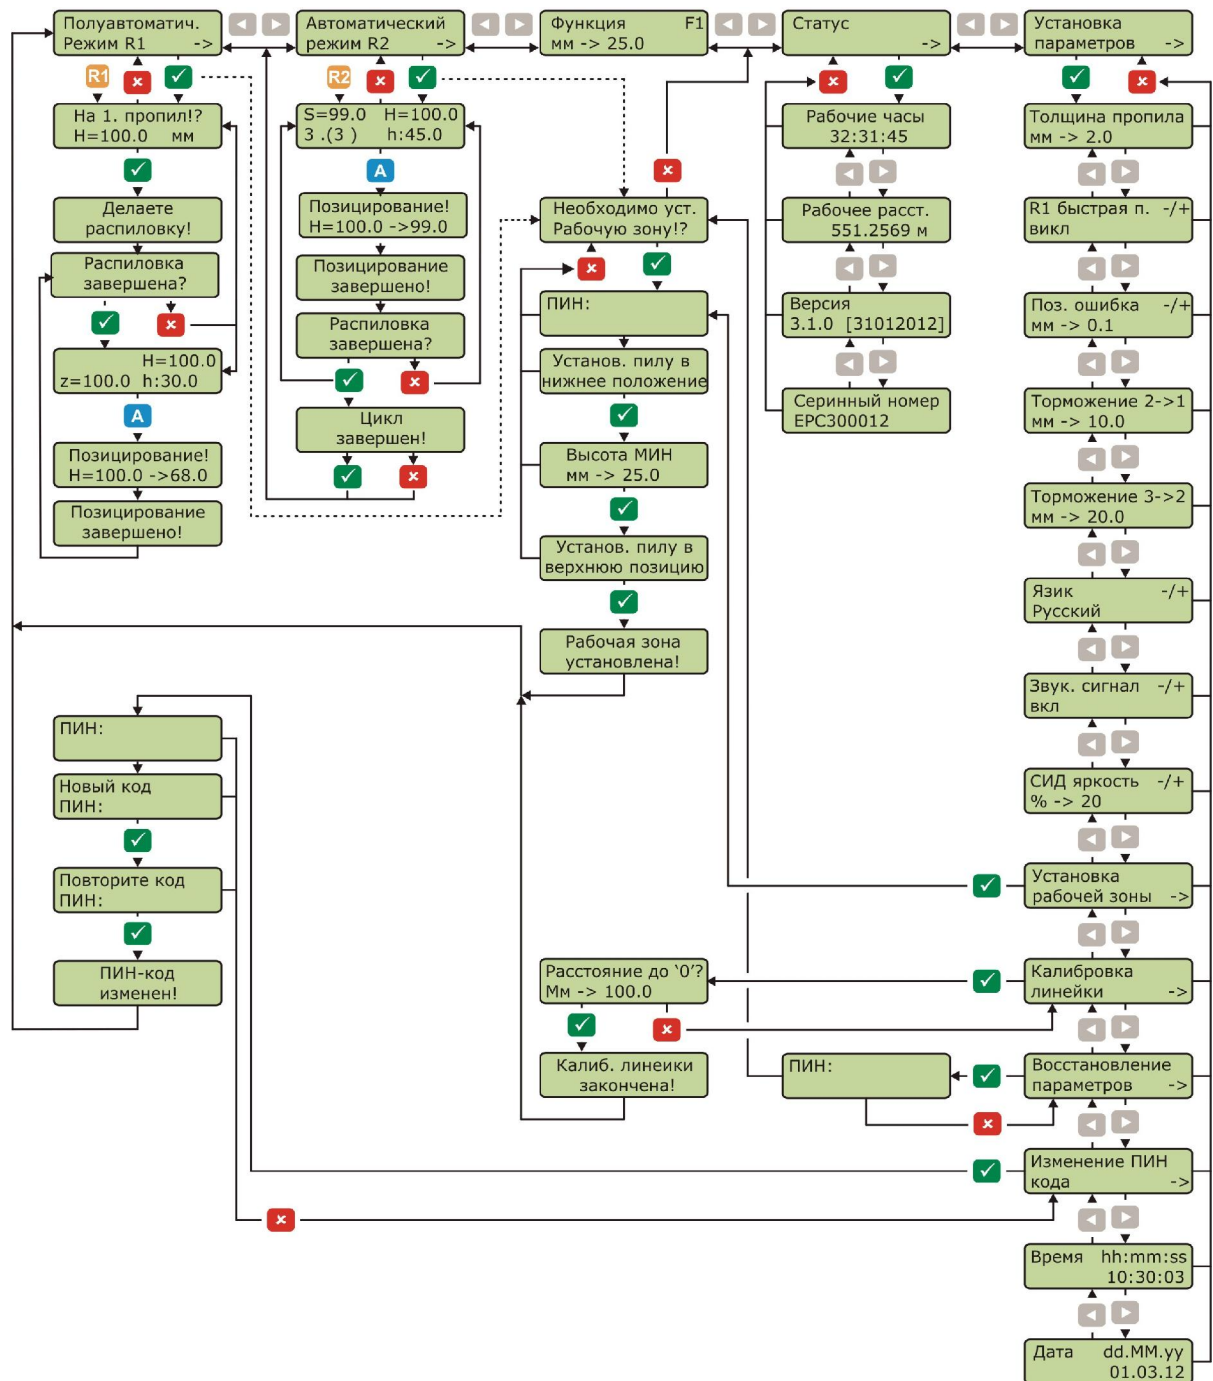 Полуавтоматич.
Режим R1 ->
Автоматический
режим R2 ->
Функция F1
мм -> 25.0
Статус
->
Установка
параметров ->
R1
На 1. пропил!?
H=100.0 мм
Делаете
распиловку!
Распиловка
завершена?
H=100.0
z=100.0 h:30.0
A
Позицирование!
H=100.0 ->68.0
Позицирование
завершено!
R2
S=99.0 H=100.0
3 .(3 ) h:45.0
A
Позицирование!
H=100.0 ->99.0
Позицирование
завершено!
Распиловка
завершена?
Цикл
завершен!
Необходимо уст.
Рабочую зону!?
ПИН:
Установ. пилу в
нижнее положение
Высота МИН
мм -> 25.0
Установ. пилу в
верхнюю позицию
Рабочая зона
установлена!
Рабочие часы
32:31:45
Рабочее расст.
551.2569 м
Версия
3.1.0 [31012012]
Серинный номер
EPC300012
Толщина пропила
мм -> 2.0
R1 быстрая п. -/+
викл
Поз. ошибка -/+
мм -> 0.1
Торможение 2->1
мм -> 10.0
Торможение 3->2
мм -> 20.0
Язик -/+
Русский
Звук. сигнал -/+
вкл
СИД яркость -/+
% -> 20
Установка
рабочей зоны ->
Калибровка
линейки ->
Восстановление
параметров ->
Изменение ПИН
кода ->
Время hh:mm:ss
10:30:03
Дата dd.MM.yy
01.03.12
ПИН:
Новый код
ПИН:
Повторите код
ПИН:
ПИН-код
изменен!
Расстояние до ‘0’?
Мм -> 100.0
Калиб. линеики
закончена!
ПИН: